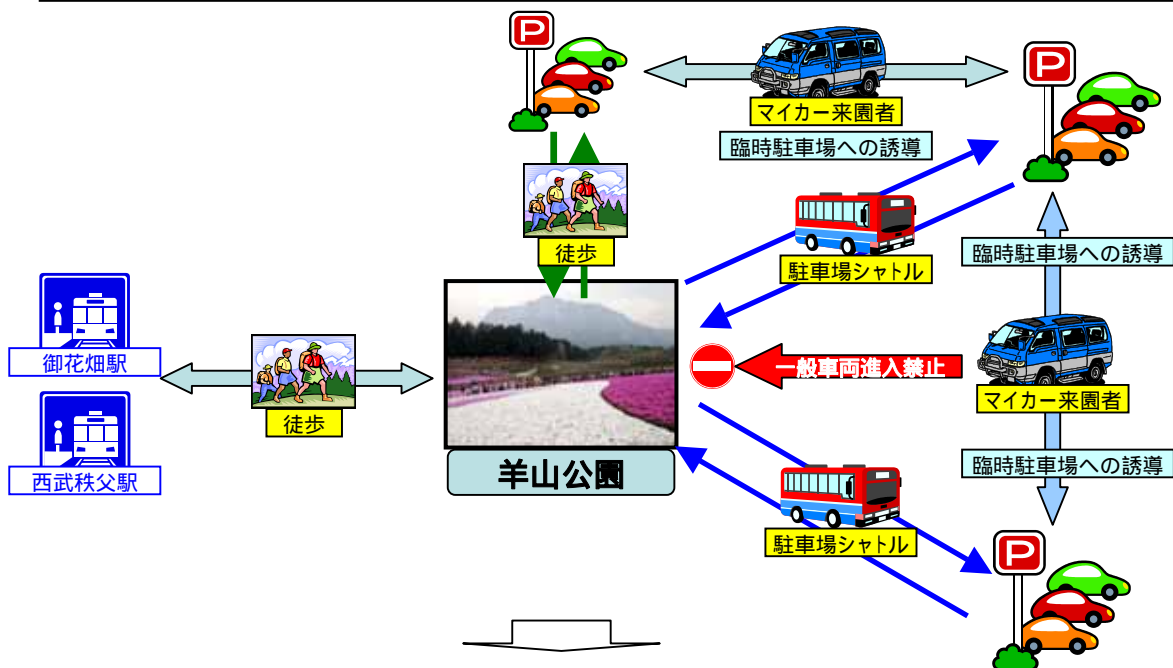 P
P
マイカー来園者
臨時駐車場への誘導
徒歩
駐車場シャトル
臨時駐車場への誘導
御花畑駅
一般車両進入禁止
マイカー来園者
徒歩
西武秩父駅
羊山公園
臨時駐車場への誘導
駐車場シャトル
P